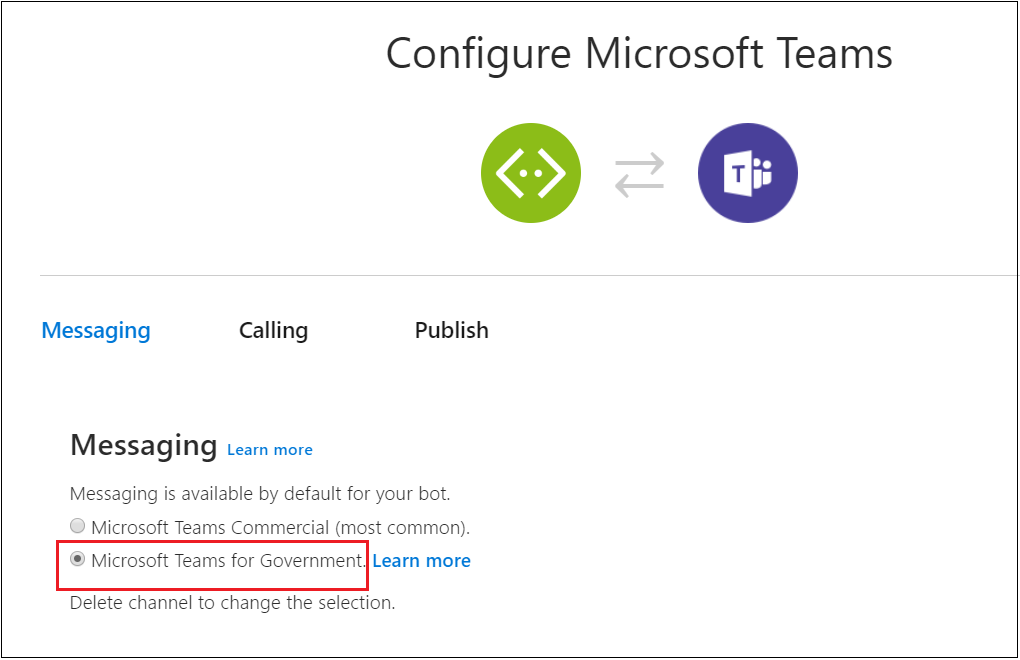 Configure Microsoft Teams
T
Messaging Calling Publish
Messaging Learn more
Messaging is available by default for your bot.
Microsoft Teams Commercial (most common).
Microsoft Teams for Government. Learn more
Delete channel to change the selection.